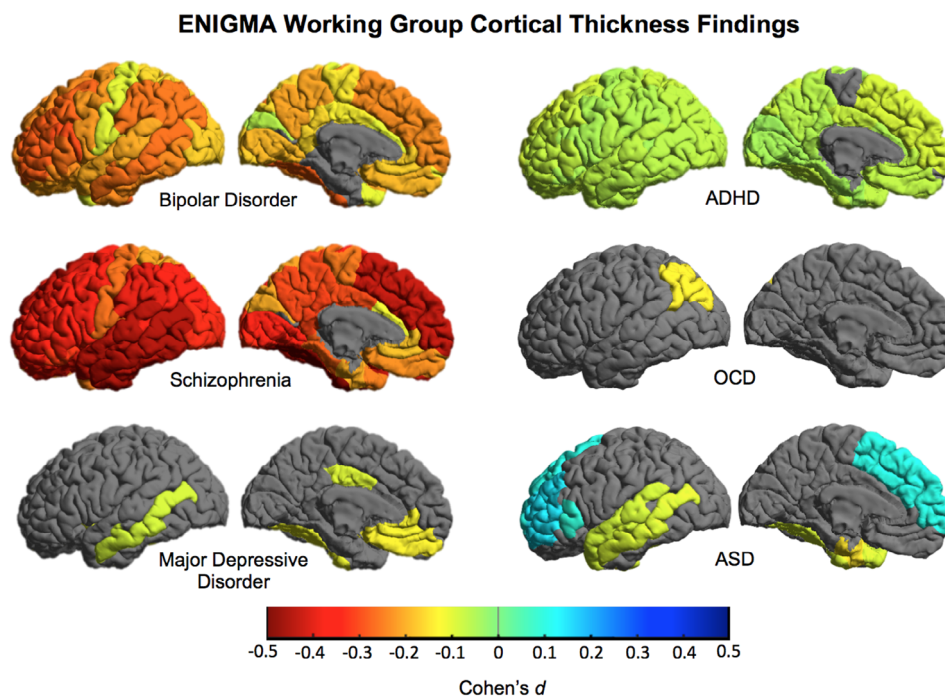 ENIGMA Working Group Cortical Thickness Findings
Bipolar Disorder
ADHD
Schizophrenia
OCD
Major Depressive
Disorder
ASD
-0.5 -0.4 -0.3 -0.2 -0.1 0 0.1 0.2 0.3 0.4 0.5
Cohen's d